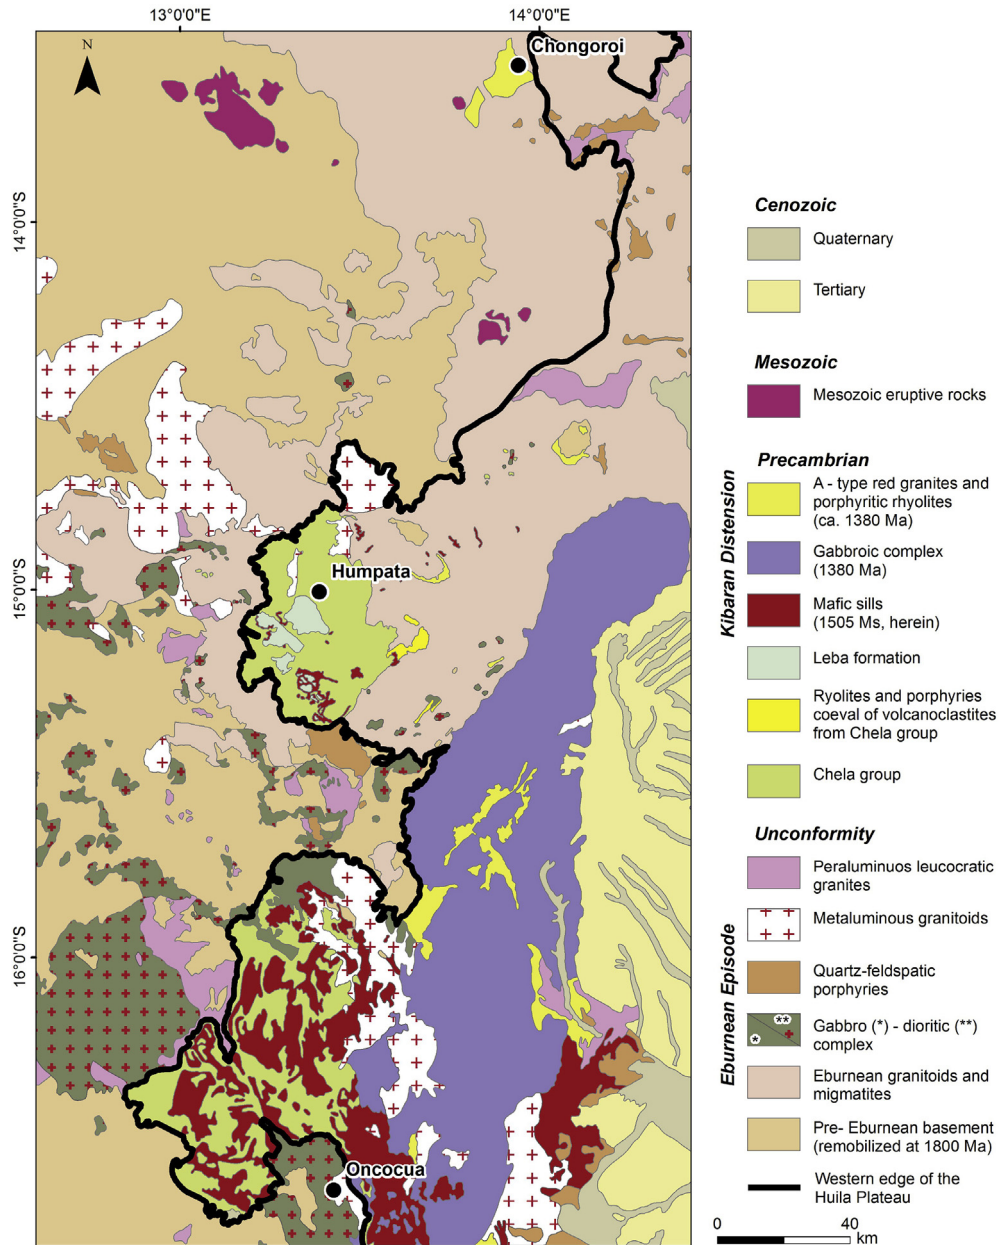 13°0'0"E
14°0'0"E
N
Chongoroi
14°0'0"S
Humpata
15°0'0"S
16°0'0"S
Oncocua
Cenozoic
Quaternary
Tertiary
Mesozoic
Mesozoic eruptive rocks
Kibaran Distension
Precambrian
A - type red granites and
porphyritic rhyolites
(ca. 1380 Ma)
Gabbroic complex
(1380 Ma)
Mafic sills
(1505 Ms, herein)
Leba formation
Ryolites and porphyries
coeval of volcanoclastites
from Chela group
Chela group
Unconformity
Eburnean Episode
Peraluminuos leucocratic
granites
Metaluminous granitoids
Quartz-feldspatic
porphyries
Gabbro (*) - dioritic (**)
complex
**
*
Eburnean granitoids and
migmatites
Pre- Eburnean basement
(remobilized at 1800 Ma)
Western edge of the
Huila Plateau
0 40
km